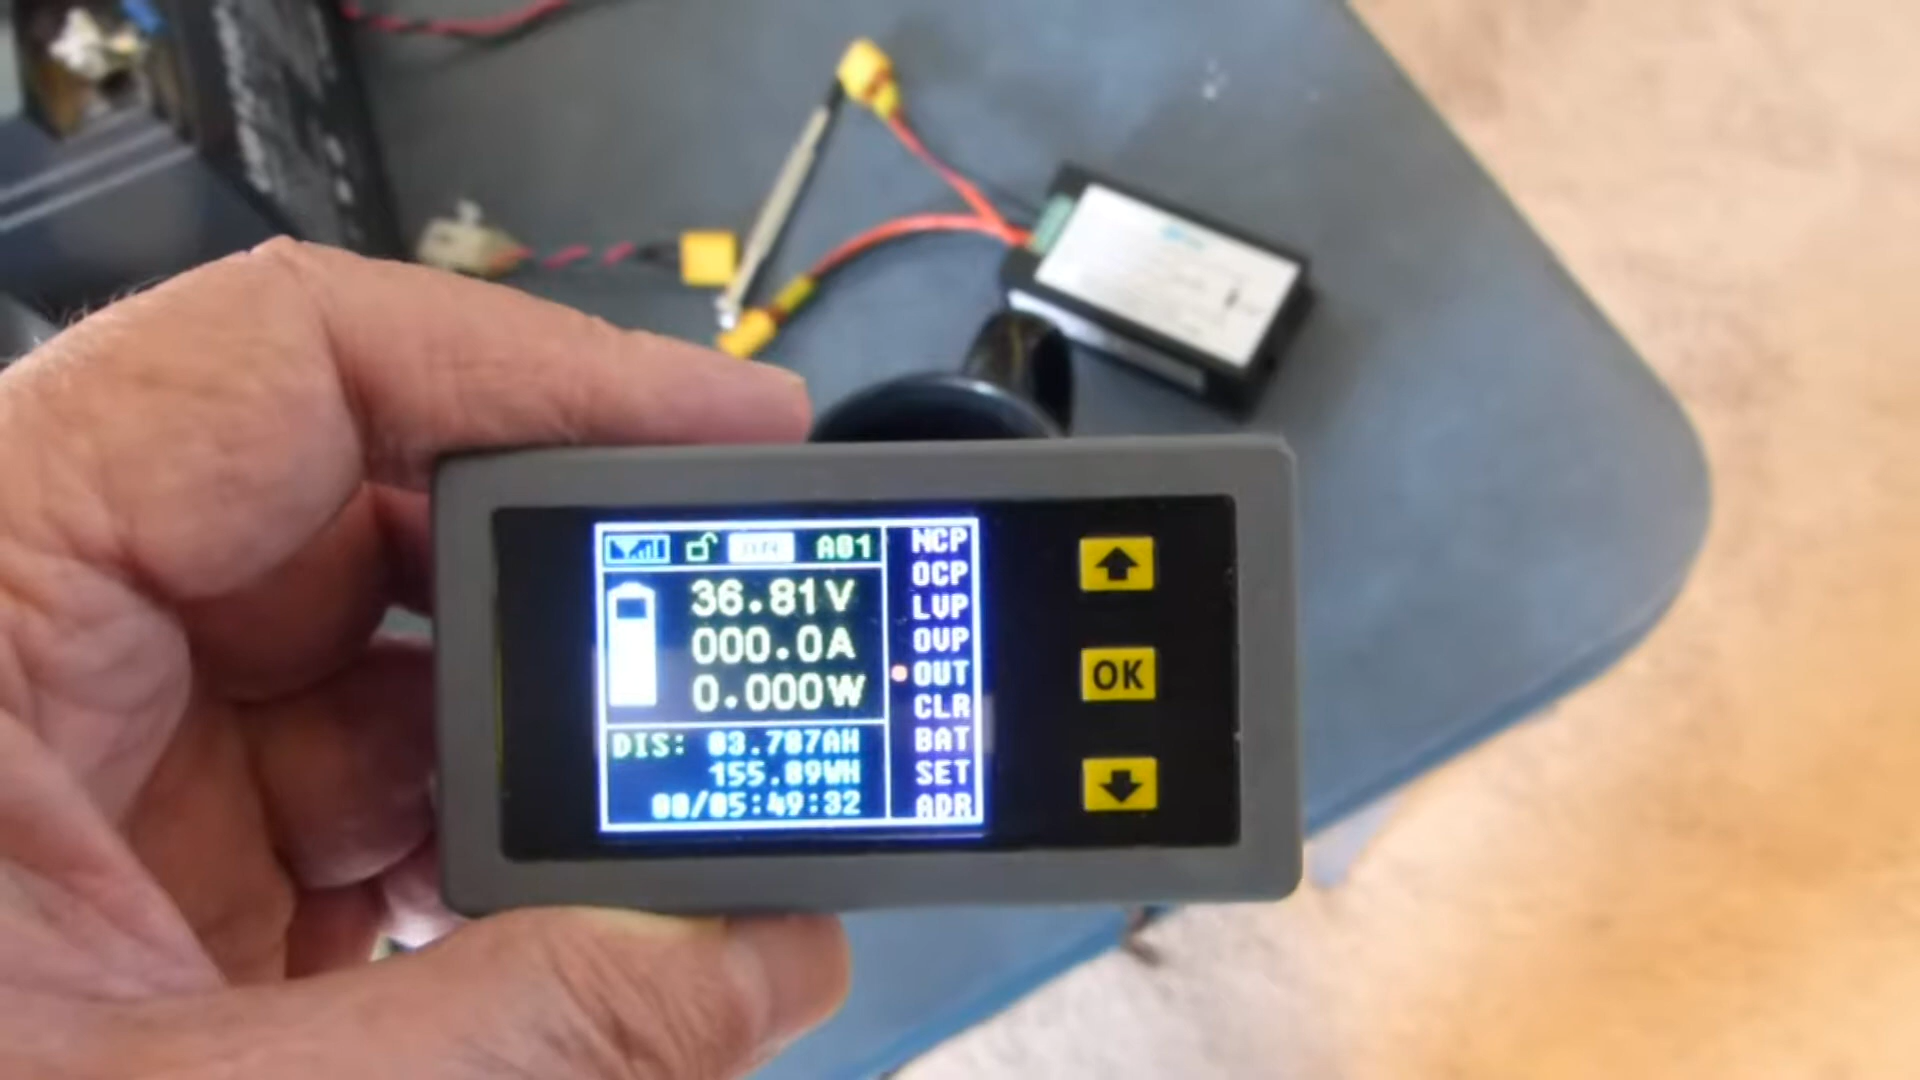 A01
36.81V
000.0A
0.000W
DIS: 03.787AH
155.89WH
00/05:49:32
NCP
OCP
LVP
OVP
OUT
CLR
BAT
SET
ADR
OK